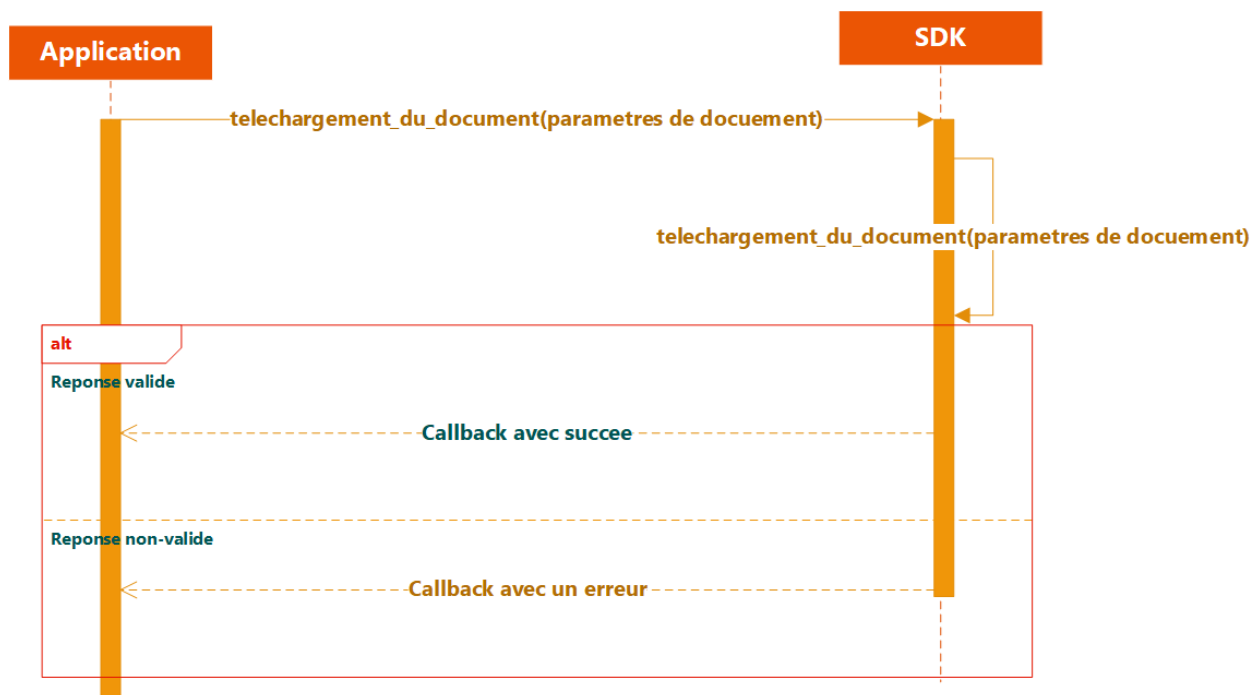 Application
SDK
telechargement_du_document(parametres de docuement)
telechargement_du_document(parametres de docuement)
alt
Reponse valide
Callback avec succee
Reponse non-valide
Callback avec un erreur